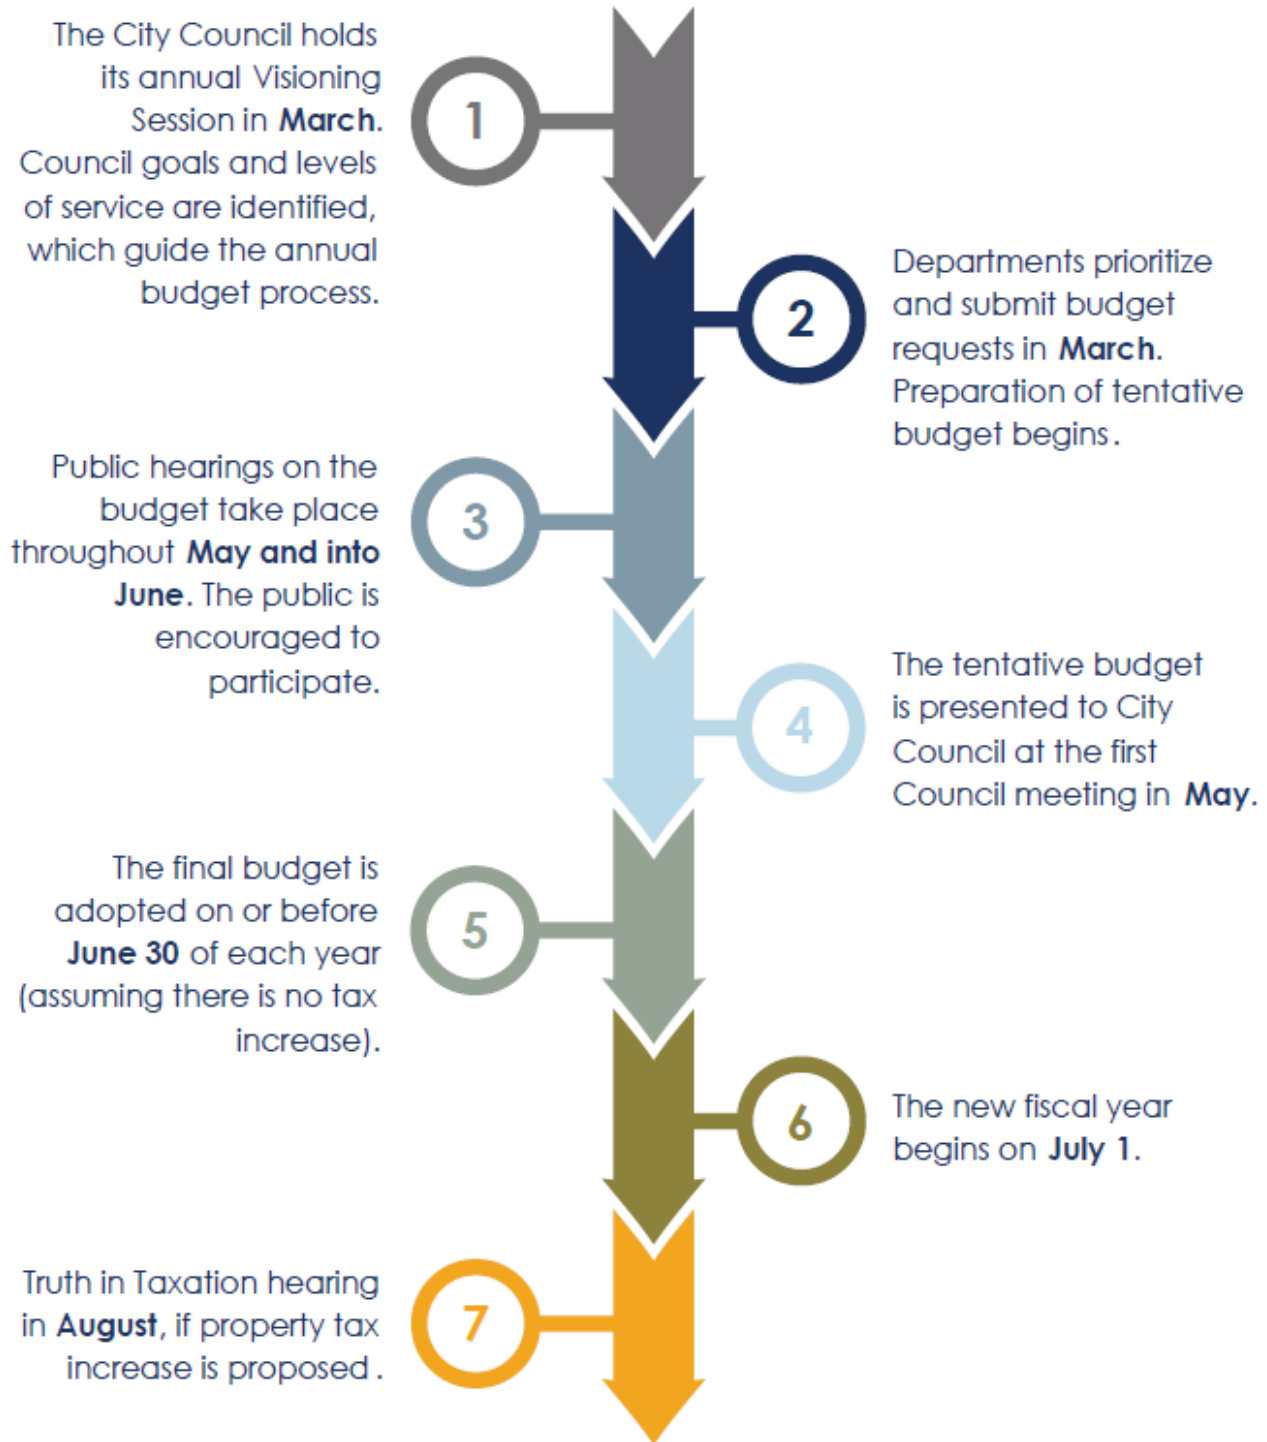 The City Council holds
its annual Visioning
Session in March.
Council goals and levels
of service are identified,
which guide the annual
budget process.
1
2
Departments prioritize
and submit budget
requests in March.
Preparation of tentative
budget begins.
Public hearings on the
budget take place
throughout May and into
June. The public is
encouraged to
participate.
3
4
The tentative budget
is presented to City
Council at the first
Council meeting in May.
The final budget is
adopted on or before
June 30 of each year
(assuming there is no tax
increase).
5
6
The new fiscal year
begins on July 1.
Truth in Taxation hearing
in August, if property tax
increase is proposed.
7